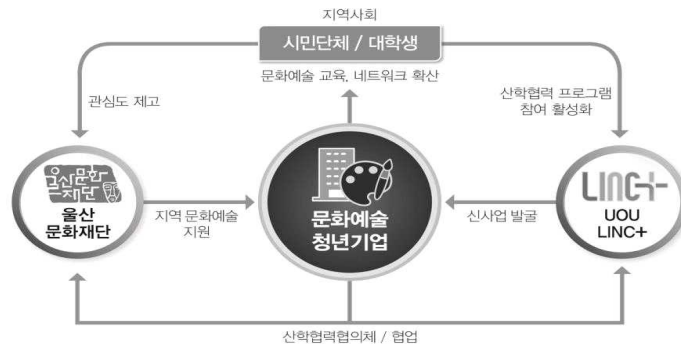 지역사회
시민단체 / 대학생
문화예술 교육, 네트워크 확산
관심도 제고
산학협력 프로그램
참여 활성화
울산문화
재단
울산
문화재단
지역 문화예술
지원
문화예술
청년기업
신사업 발굴
LINC+
UOU
LINC+
산학협력협의체 / 협업